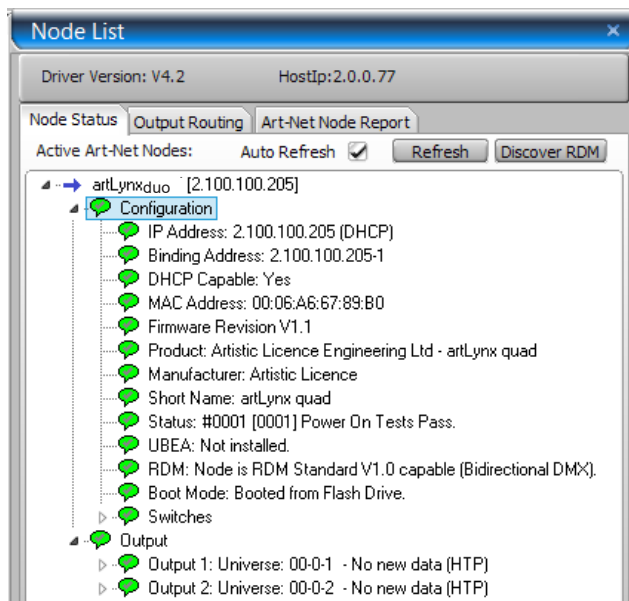 Node List
Driver Version: V4.2 HostIp:2.0.0.77
Node Status Output Routing Art-Net Node Report
Active Art-Net Nodes: Auto Refresh Refresh Discover RDM
artLynxduo [2.100.100.205]
Configuration
IP Address: 2.100.100.205 (DHCP)
Binding Address: 2.100.100.205-1
DHCP Capable: Yes
MAC Address: 00:06:A6:67:89:B0
Firmware Revision V1.1
Product: Artistic Licence Engineering Ltd - artLynx quad
Manufacturer: Artistic Licence
Short Name: artLynx quad
Status: #0001 [0001] Power On Tests Pass.
UBEA: Not installed.
RDM: Node is RDM Standard V1.0 capable (Bidirectional DMX).
Boot Mode: Booted from Flash Drive.
Switches
Output
Output 1: Universe: 00-0-1 - No new data (HTP)
Output 2: Universe: 00-0-2 - No new data (HTP)